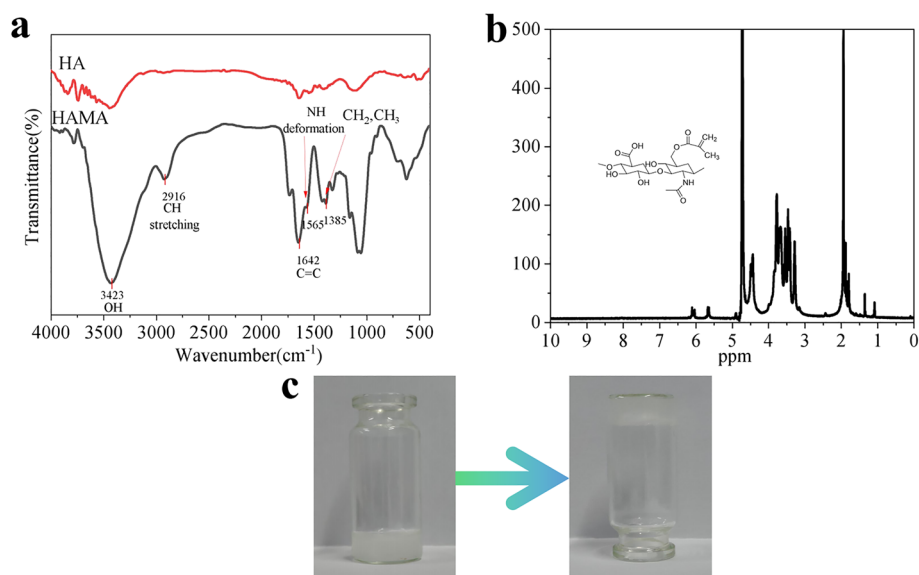 a
HA
HAMA
NH
deformation
CH₂,CH₃
2916
CH
stretching
1565
1385
1642
C=C
3423
OH
Transmittance(%)
4000 3500 3000 2500 2000 1500 1000 500
Wavenumber(cm⁻¹)
b
500
400
300
200
100
0
10 9 8 7 6 5 4 3 2 1 0
ppm
O
CH₂
CH₃
O
O
OH
O
HO
O
HO
OH
O
NH
O
c